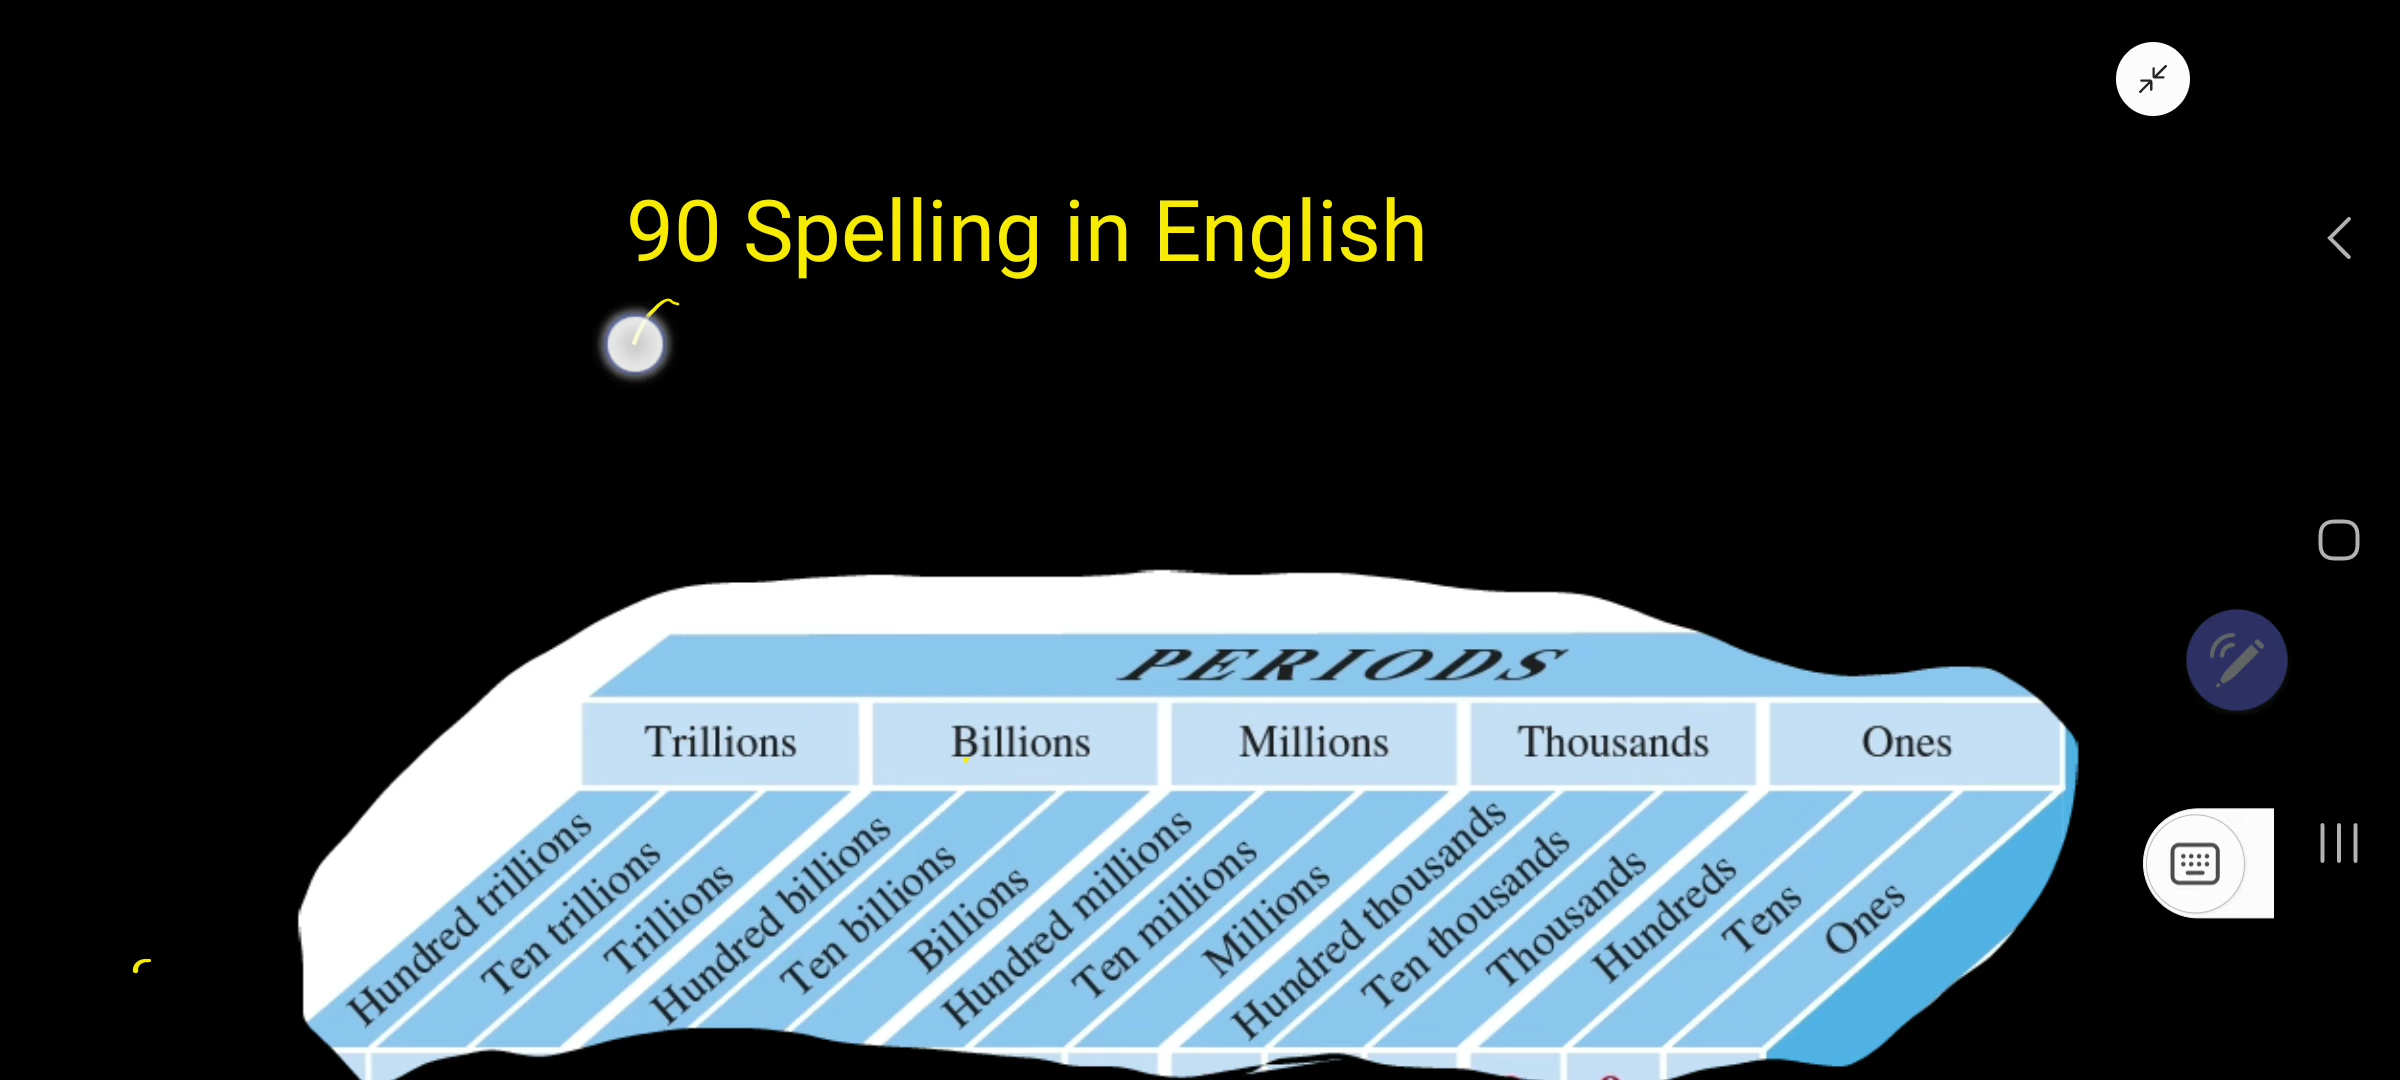 90 Spelling in English
PERIODS
Trillions Billions Millions Thousands Ones
Hundred trillions Ten trillions Trillions Hundred billions Ten billions Billions Hundred millions Ten millions Millions Hundred thousands Ten thousands Thousands Hundreds Tens Ones